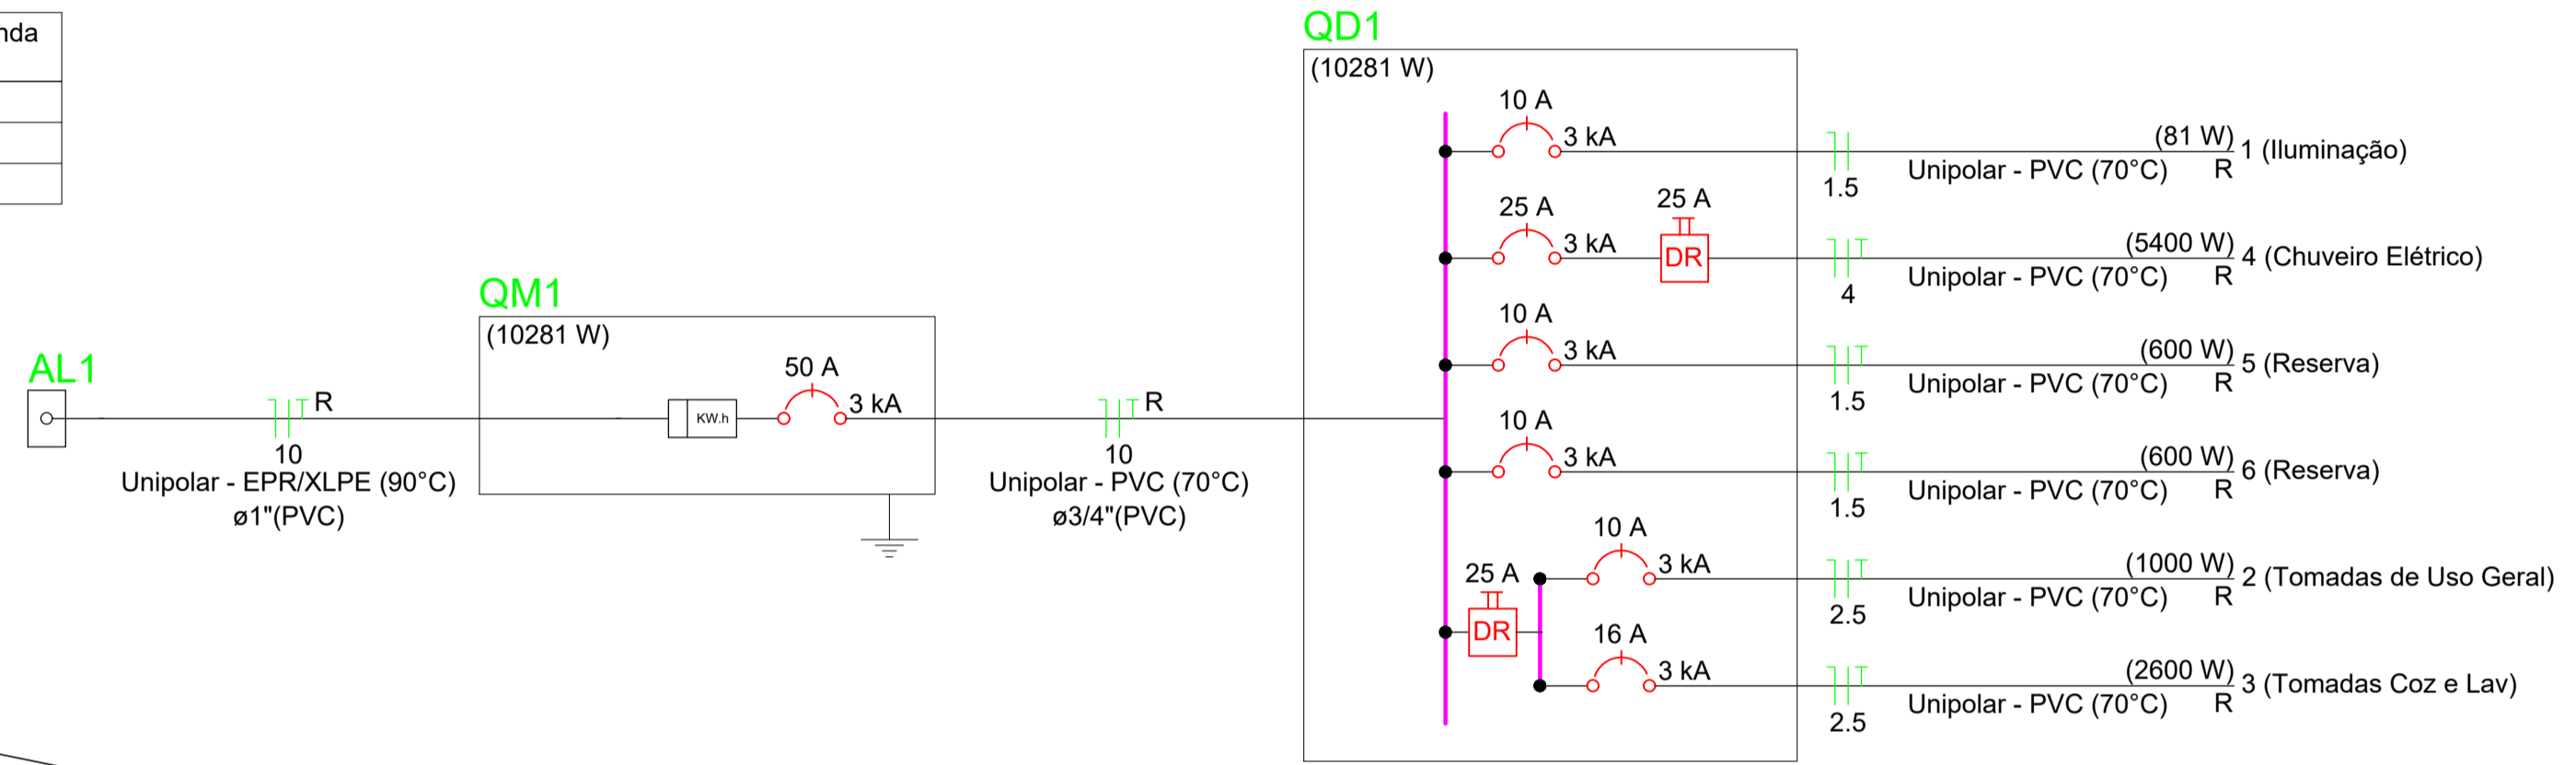 nda
AL1
R
10
Unipolar - EPR/XLPE (90°C)
ø1"(PVC)
QM1
(10281 W)
KW.h
50 A
3 kA
R
10
Unipolar - PVC (70°C)
ø3/4"(PVC)
QD1
(10281 W)
10 A
3 kA
1.5
(81 W)
Unipolar - PVC (70°C) R
1 (Iluminação)
25 A
3 kA
25 A
DR
4
(5400 W)
Unipolar - PVC (70°C) R
4 (Chuveiro Elétrico)
10 A
3 kA
1.5
(600 W)
Unipolar - PVC (70°C) R
5 (Reserva)
10 A
3 kA
1.5
(600 W)
Unipolar - PVC (70°C) R
6 (Reserva)
25 A
DR
10 A
3 kA
2.5
(1000 W)
Unipolar - PVC (70°C) R
2 (Tomadas de Uso Geral)
16 A
3 kA
2.5
(2600 W)
Unipolar - PVC (70°C) R
3 (Tomadas Coz e Lav)